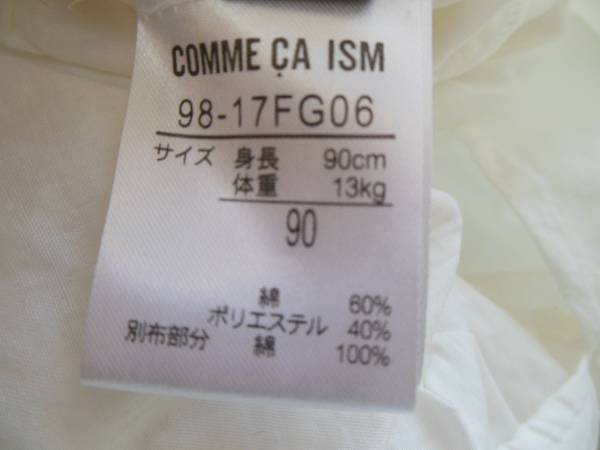 COMME ÇA ISM
98-17FG06
サイズ 身長 90cm
体重 13kg
90
綿 60%
ポリエステル 40%
別布部分 綿 100%